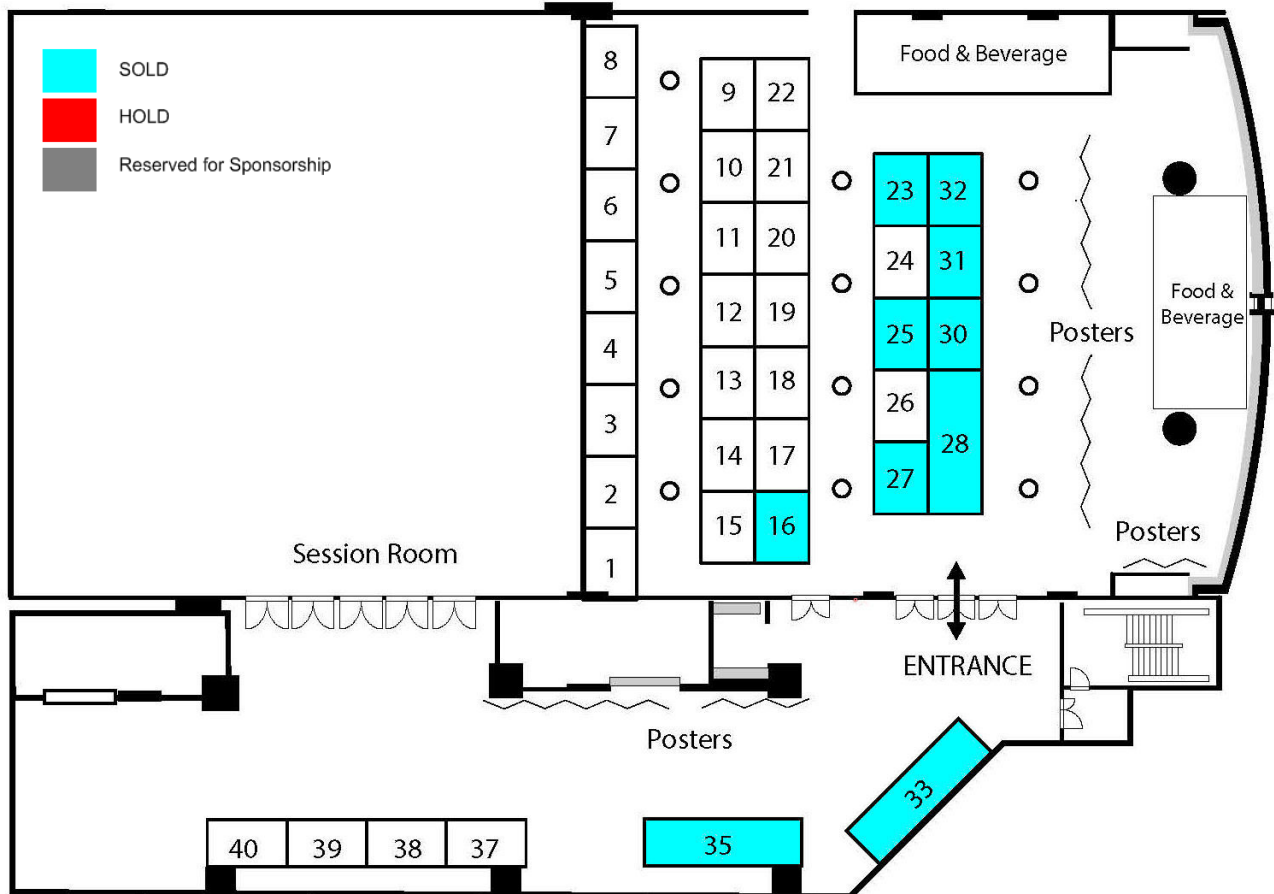 SOLD
HOLD
Reserved for Sponsorship
8
7
6
5
4
3
2
1
9 22
10 21
11 20
12 19
13 18
14 17
15 16
Food & Beverage
23 32
24 31
25 30
26
28
27
Posters
Food &
Beverage
Posters
Session Room
ENTRANCE
Posters
33
40 39 38 37
35